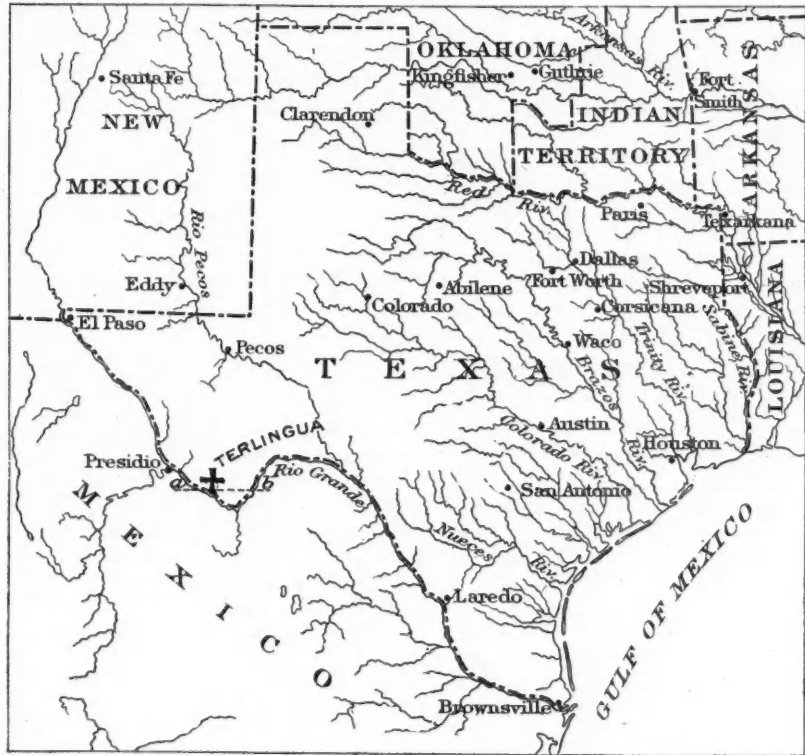 OKLAHOMA
Arkansas Riv.
Santa Fe
Kingfisher
Guthrie
Fort
Smith
ARKANSAS
NEW
Clarendon
INDIAN
TERRITORY
MEXICO
Red
Riv.
Paris
Texarkana
Rio Pecos
Eddy
Dallas
Fort Worth
Shreveport
Abilene
Colorado
Corsicana
El Paso
Pecos
Waco
TEXAS
Brazos
Riv.
Trinity Riv.
Sabine Riv.
LOUISIANA
Austin
Colorado Riv.
Houston
TERLINGUA
Presidio
a
b
Rio Grande
San Antonio
MEXICO
Nueces
Riv.
Laredo
GULF OF MEXICO
Brownsville